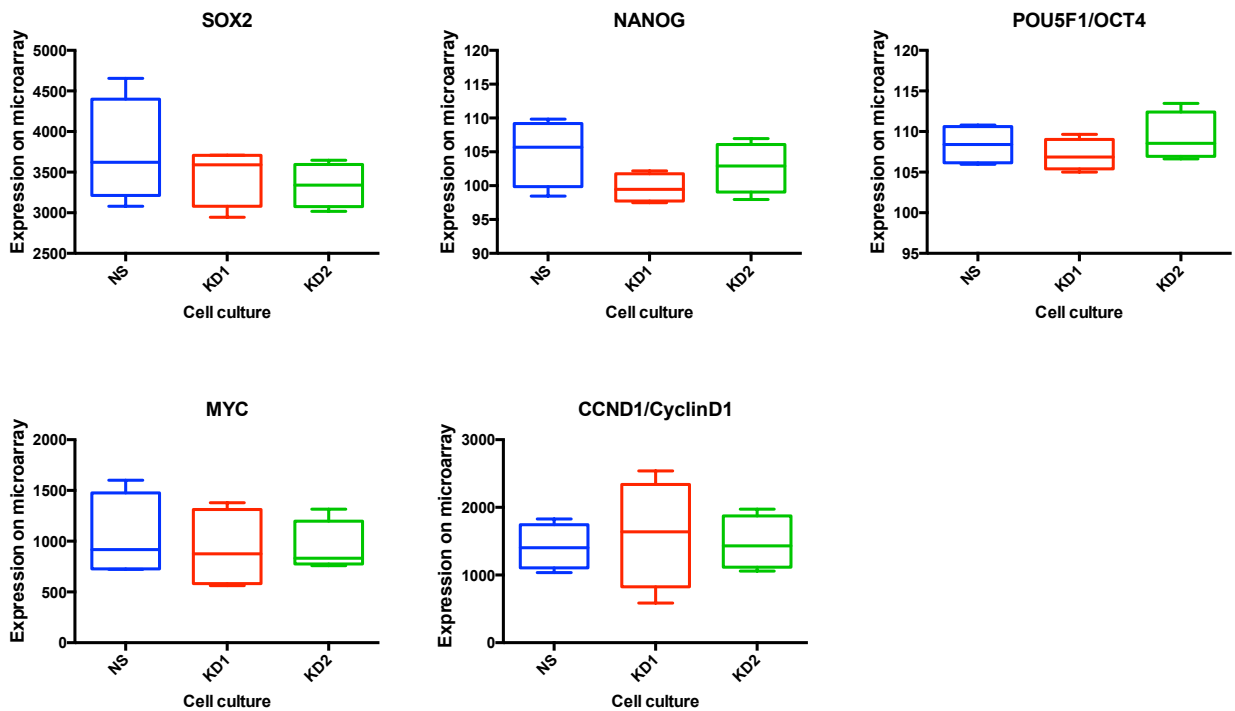 SOX2
Expression on microarray
5000
4500
4000
3500
3000
2500
NS
KD1
KD2
Cell culture
NANOG
Expression on microarray
120
115
110
105
100
95
90
NS
KD1
KD2
Cell culture
POU5F1/OCT4
Expression on microarray
120
115
110
105
100
95
NS
KD1
KD2
Cell culture
MYC
Expression on microarray
2000
1500
1000
500
0
NS
KD1
KD2
Cell culture
CCND1/CyclinD1
Expression on microarray
3000
2000
1000
0
NS
KD1
KD2
Cell culture